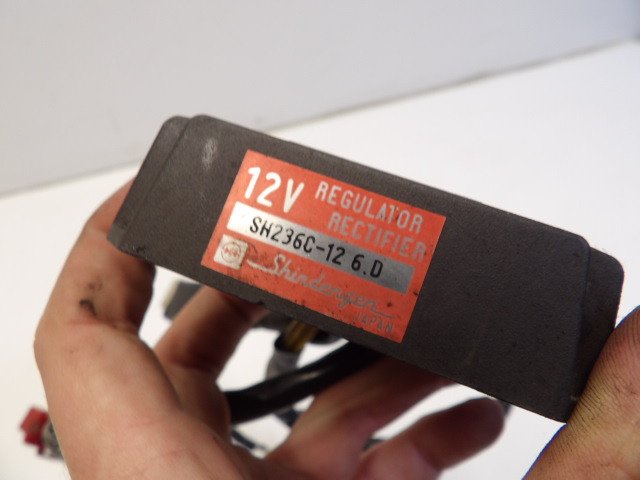 12V REGULATOR
RECTIFIER
SH236C-12 6.D
Shindengen
JAPAN